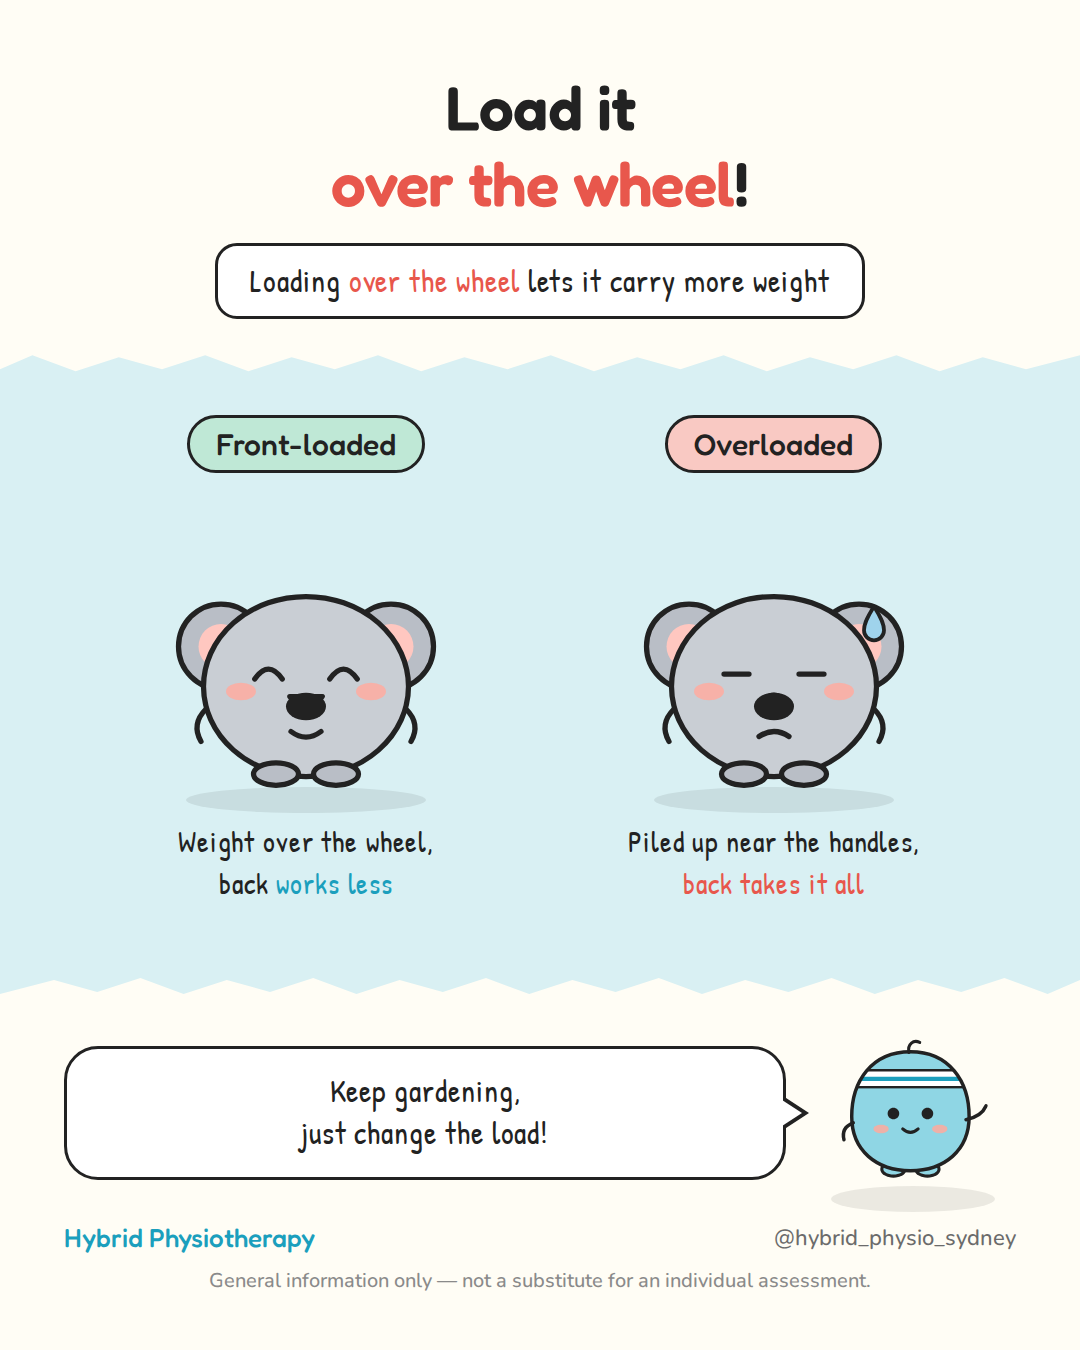 Load it
over the wheel!
Loading over the wheel lets it carry more weight
Front-loaded
Overloaded
Weight over the wheel,
back works less
Piled up near the handles,
back takes it all
Keep gardening,
just change the load!
Hybrid Physiotherapy
@hybrid_physio_sydney
General information only — not a substitute for an individual assessment.